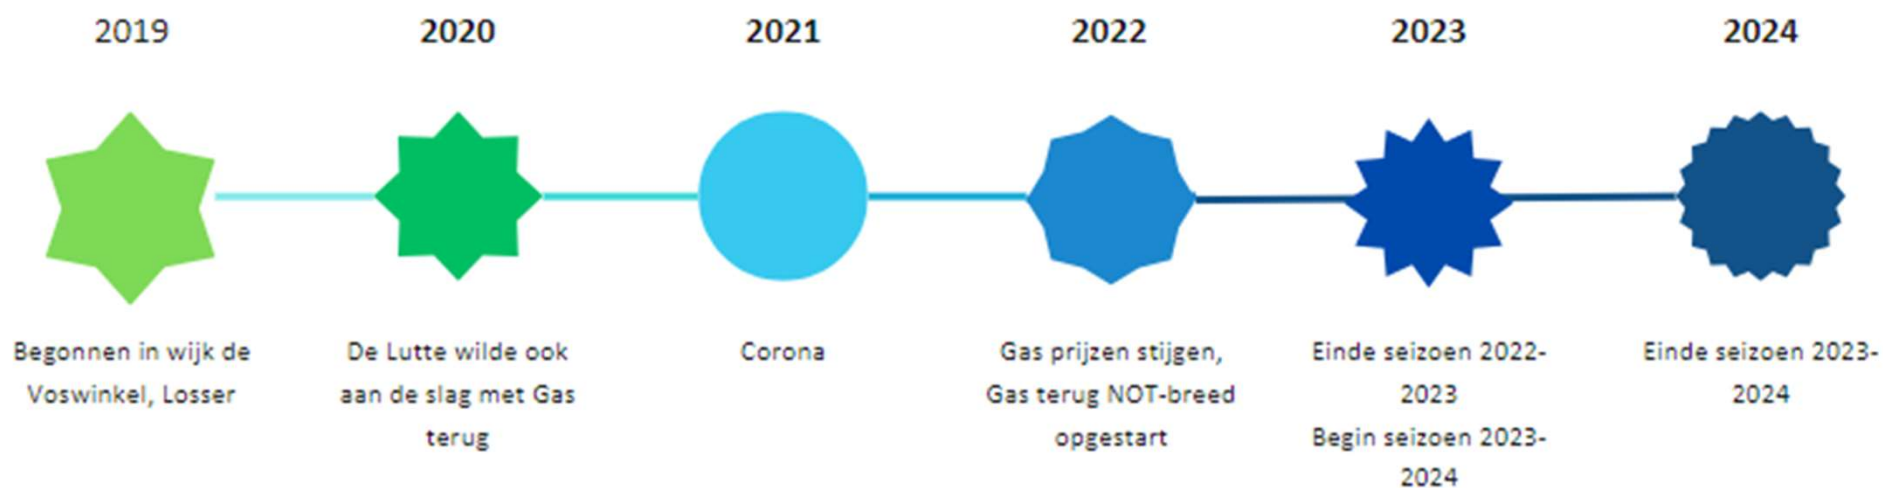 2019
2020
2021
2022
2023
2024
Begonnen in wijk de
Voswinkel, Losser
De Lutte wilde ook
aan de slag met Gas
terug
Corona
Gas prijzen stijgen,
Gas terug NOT-breed
opgestart
Einde seizoen 2022-
2023
Begin seizoen 2023-
2024
Einde seizoen 2023-
2024